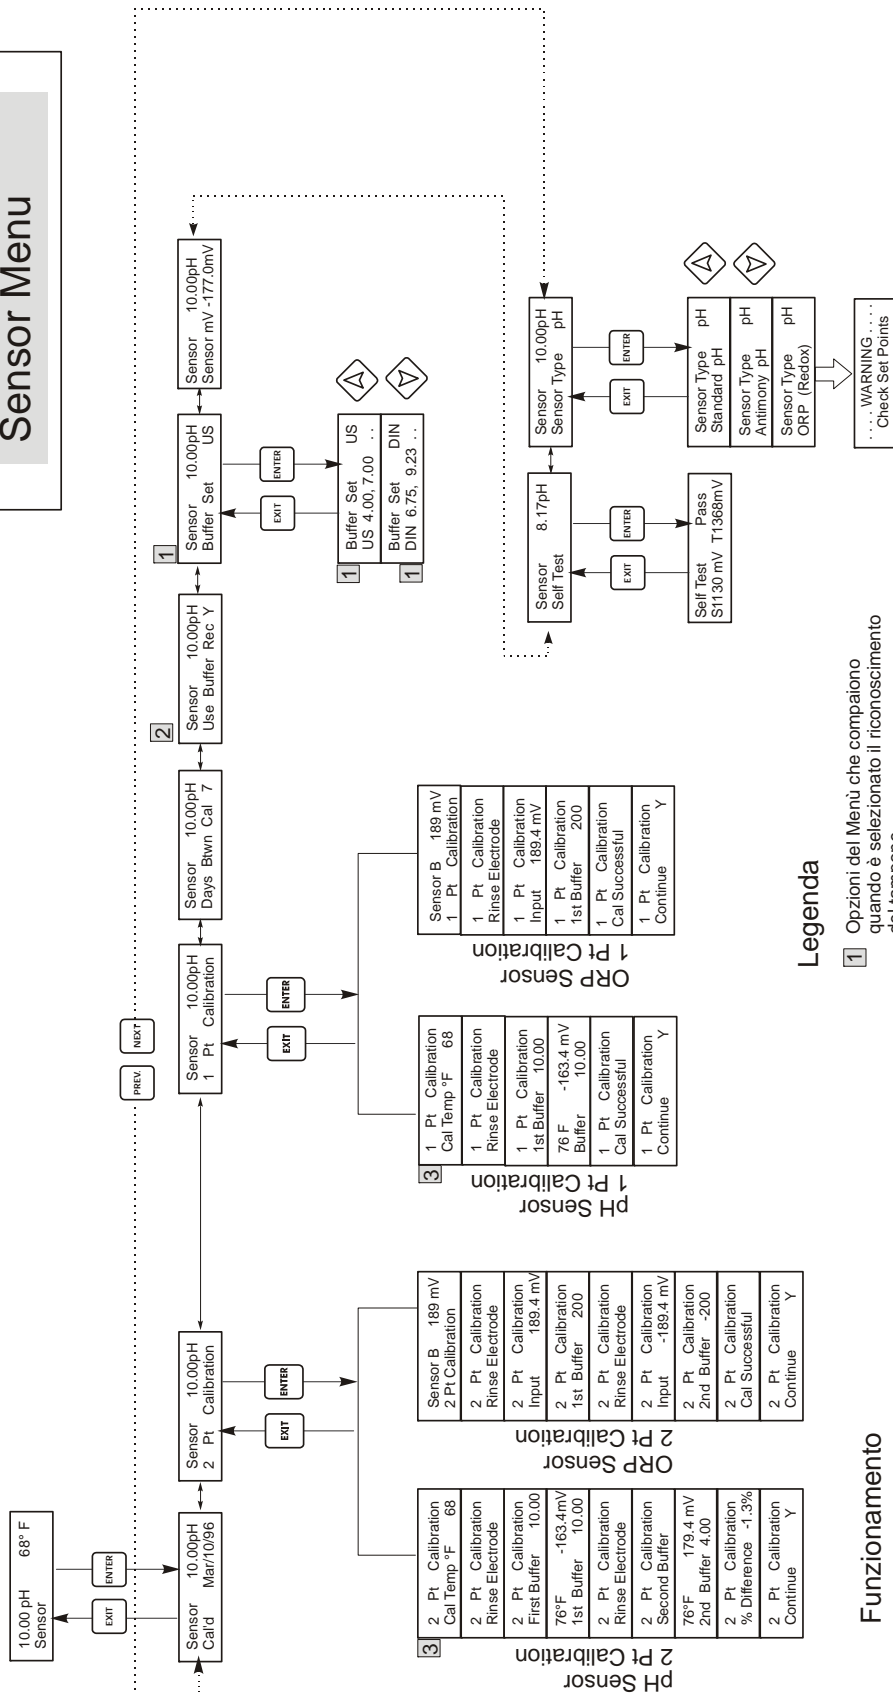 Sensor Menu
10.00 pH 68° F
Sensor
EXIT
ENTER
PREV.
NEXT
Sensor 10.00pH
Cal'd Mar/10/96
Sensor 10.00pH
2 Pt Calibration
EXIT
ENTER
Sensor 10.00pH
1 Pt Calibration
EXIT
ENTER
Sensor 10.00pH
Days Btwn Cal 7
2
Sensor 10.00pH
Use Buffer Rec Y
1
Sensor 10.00pH
Buffer Set US
EXIT
ENTER
Sensor 10.00pH
Sensor mV -177.0mV
1
Buffer Set US
US 4.00, 7.00 . .
1
Buffer Set DIN
DIN 6.75, 9.23 . .
pH Sensor
2 Pt Calibration
3
2 Pt Calibration
Cal Temp °F 68
2 Pt Calibration
Rinse Electrode
2 Pt Calibration
First Buffer 10.00
76°F -163.4mV
1st Buffer 10.00
2 Pt Calibration
Rinse Electrode
2 Pt Calibration
Second Buffer
76°F 179.4 mV
2nd Buffer 4.00
2 Pt Calibration
% Difference -1.3%
2 Pt Calibration
Continue Y
ORP Sensor
2 Pt Calibration
Sensor B 189 mV
2 Pt Calibration
2 Pt Calibration
Rinse Electrode
2 Pt Calibration
Input 189.4 mV
2 Pt Calibration
1st Buffer 200
2 Pt Calibration
Rinse Electrode
2 Pt Calibration
Input -189.4 mV
2 Pt Calibration
2nd Buffer -200
2 Pt Calibration
Cal Successful
2 Pt Calibration
Continue Y
pH Sensor
1 Pt Calibration
3
1 Pt Calibration
Cal Temp °F 68
1 Pt Calibration
Rinse Electrode
1 Pt Calibration
1st Buffer 10.00
76 F -163.4 mV
Buffer 10.00
1 Pt Calibration
Cal Successful
1 Pt Calibration
Continue Y
ORP Sensor
1 Pt Calibration
Sensor B 189 mV
1 Pt Calibration
1 Pt Calibration
Rinse Electrode
1 Pt Calibration
Input 189.4 mV
1 Pt Calibration
1st Buffer 200
1 Pt Calibration
Cal Successful
1 Pt Calibration
Continue Y
Sensor 8.17pH
Self Test
EXIT
ENTER
Self Test Pass
S1130 mV T1368mV
Sensor 10.00pH
Sensor Type pH
EXIT
ENTER
Sensor Type pH
Standard pH
Sensor Type pH
Antimony pH
Sensor Type pH
ORP (Redox)
. . . . WARNING . . . .
Check Set Points
Funzionamento
Legenda
1 Opzioni del Menù che compaiono
quando è selezionato il riconoscimento